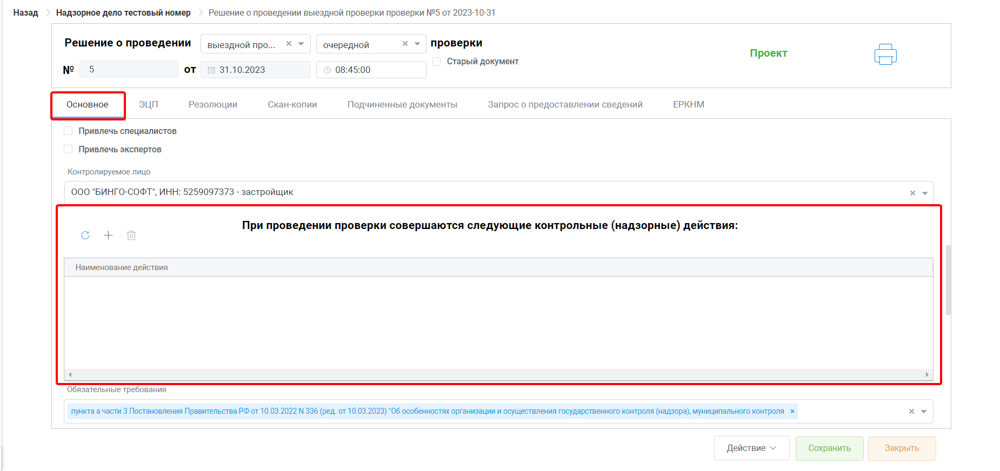 Назад > Надзорное дело тестовый номер > Решение о проведении выездной проверки проверки №5 от 2023-10-31
Решение о проведении выездной про... очередной проверки
Проект
Старый документ
№ 5 от 31.10.2023 08:45:00
Основное ЭЦП Резолюции Скан-копии Подчиненные документы Запрос о предоставлении сведений ЕРКНМ
Привлечь специалистов
Привлечь экспертов
Контролируемое лицо
ООО "БИНГО-СОФТ", ИНН: 5259097373 - застройщик
При проведении проверки совершаются следующие контрольные (надзорные) действия:
Наименование действия
Обязательные требования
пункта а части 3 Постановления Правительства РФ от 10.03.2022 N 336 (ред. от 10.03.2023) "Об особенностях организации и осуществления государственного контроля (надзора), муниципального контроля
Действие Сохранить Закрыть